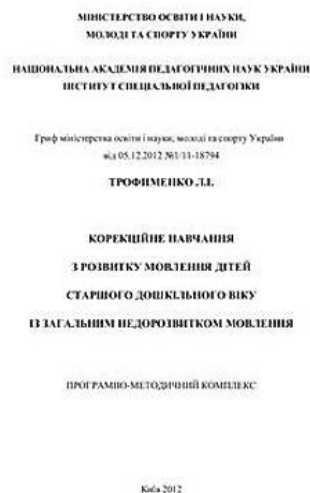 МІНІСТЕРСТВО ОСВІТИ І НАУКИ,
МОЛОДІ ТА СПОРТУ УКРАЇНИ
НАЦІОНАЛЬНА АКАДЕМІЯ ПЕДАГОГІЧНИХ НАУК УКРАЇНИ
ІНСТИТУТ СПЕЦІАЛЬНОЇ ПЕДАГОГІКИ
Гриф міністерства освіти і науки, молоді та спорту України
від 05.12.2012 №1/11-18794
ТРОФИМЕНКО Л.І.
КОРЕКЦІЙНЕ НАВЧАННЯ
З РОЗВИТКУ МОВЛЕННЯ ДІТЕЙ
СТАРШОГО ДОШКІЛЬНОГО ВІКУ
ІЗ ЗАГАЛЬНИМ НЕДОРОЗВИТКОМ МОВЛЕННЯ
ПРОГРАМНО-МЕТОДИЧНИЙ КОМПЛЕКС
Київ 2012